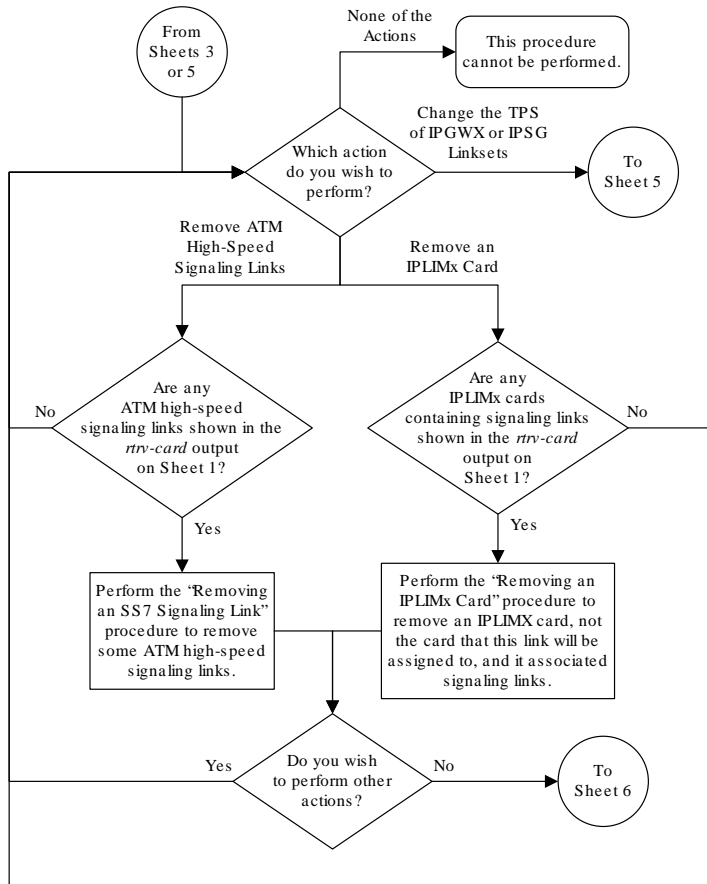 From
Sheets 3
or 5
None of the
Actions
This procedure
cannot be performed.
Change the TPS
of IPGWX or IPSG
Linksets
Which action
do you wish to
perform?
To
Sheet 5
Remove ATM
High-Speed
Signaling Links
Remove an
IPLIMx Card
No
Are any
ATM high-speed
signaling links shown in the
rtrv-card output
on Sheet 1?
Are any
IPLIMx cards
containing signaling links
shown in the rtrv-card
output on
Sheet 1?
No
Yes
Yes
Perform the “Removing
an SS7 Signaling Link”
procedure to remove
some ATM high-speed
signaling links.
Perform the “Removing an
IPLIMx Card” procedure to
remove an IPLIMX card, not
the card that this link will be
assigned to, and it associated
signaling links.
Yes
Do you wish
to perform other
actions?
No
To
Sheet 6